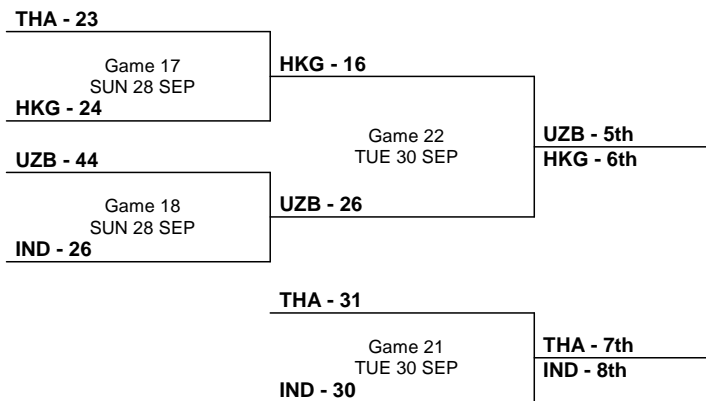 THA - 23
Game 17
SUN 28 SEP
HKG - 24
HKG - 16
UZB - 44
Game 18
SUN 28 SEP
IND - 26
UZB - 26
Game 22
TUE 30 SEP
UZB - 5th
HKG - 6th
THA - 31
Game 21
TUE 30 SEP
IND - 30
THA - 7th
IND - 8th